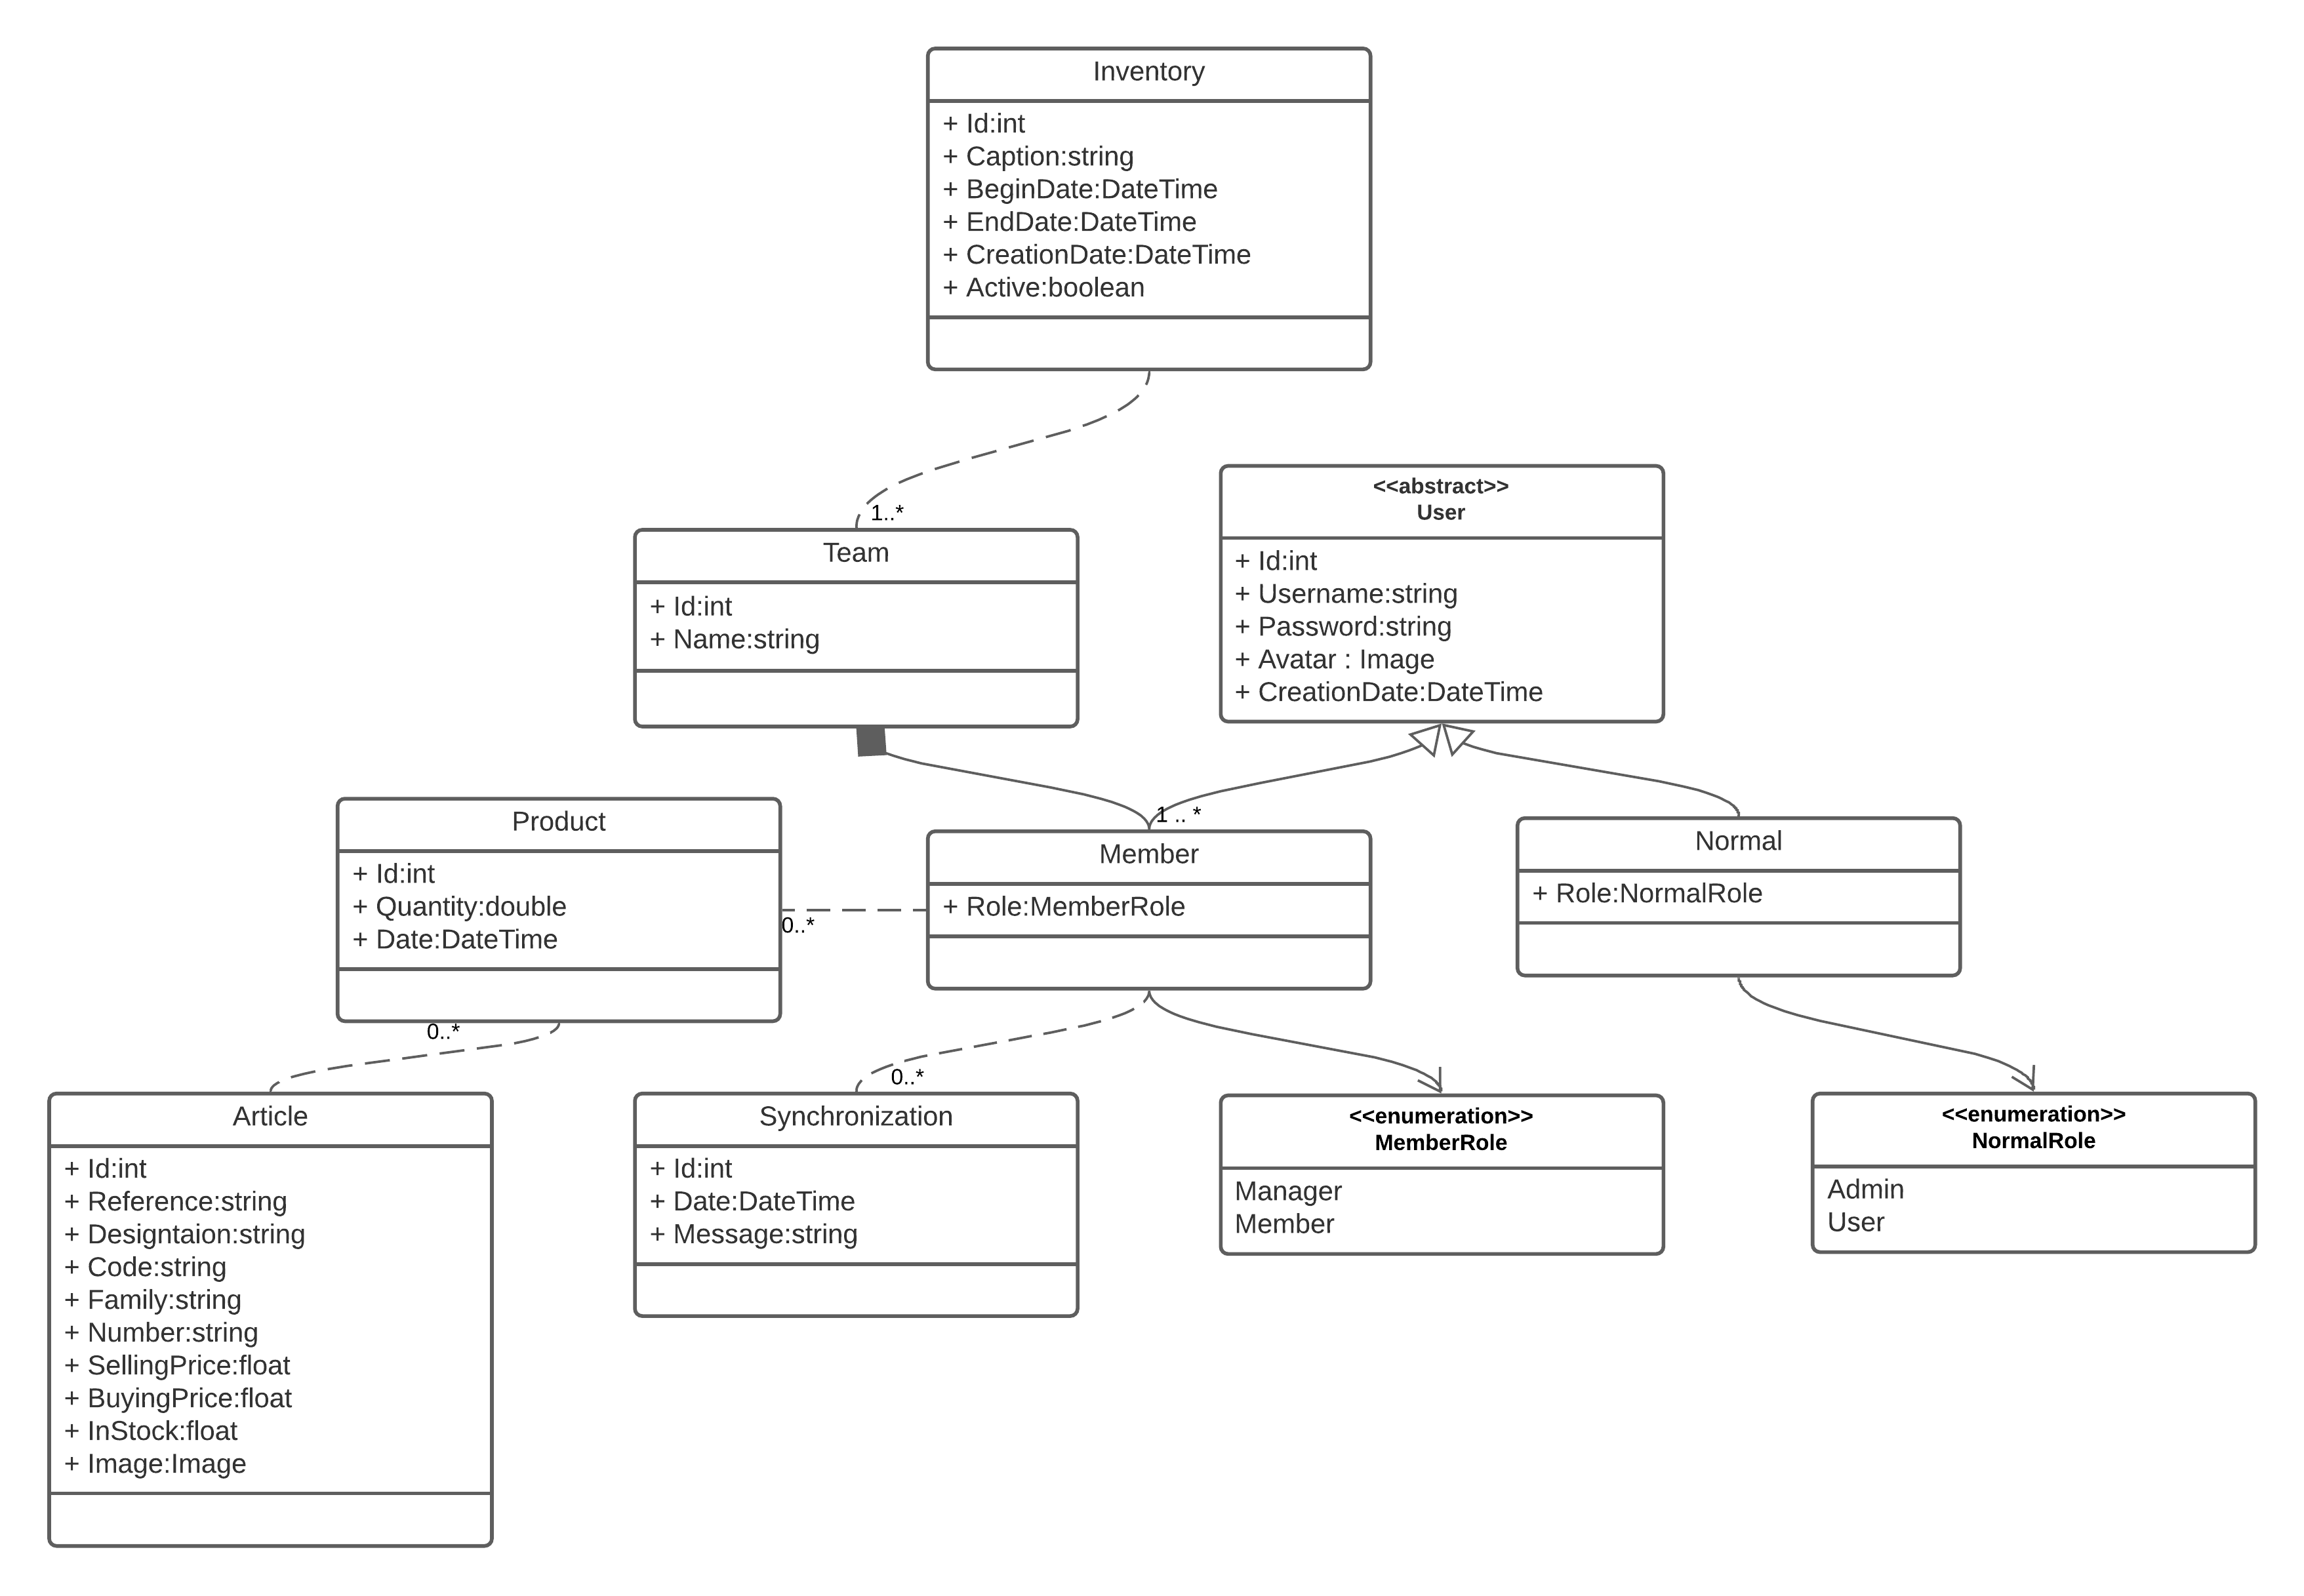 Inventory
+ Id:int
+ Caption:string
+ BeginDate:DateTime
+ EndDate:DateTime
+ CreationDate:DateTime
+ Active:boolean
1..*
Team
+ Id:int
+ Name:string
<<abstract>>
User
+ Id:int
+ Username:string
+ Password:string
+ Avatar : Image
+ CreationDate:DateTime
Product
+ Id:int
+ Quantity:double
+ Date:DateTime
0..*
1 .. *
Member
+ Role:MemberRole
Normal
+ Role:NormalRole
0..*
Article
+ Id:int
+ Reference:string
+ Designtaion:string
+ Code:string
+ Family:string
+ Number:string
+ SellingPrice:float
+ BuyingPrice:float
+ InStock:float
+ Image:Image
0..*
Synchronization
+ Id:int
+ Date:DateTime
+ Message:string
<<enumeration>>
MemberRole
Manager
Member
<<enumeration>>
NormalRole
Admin
User